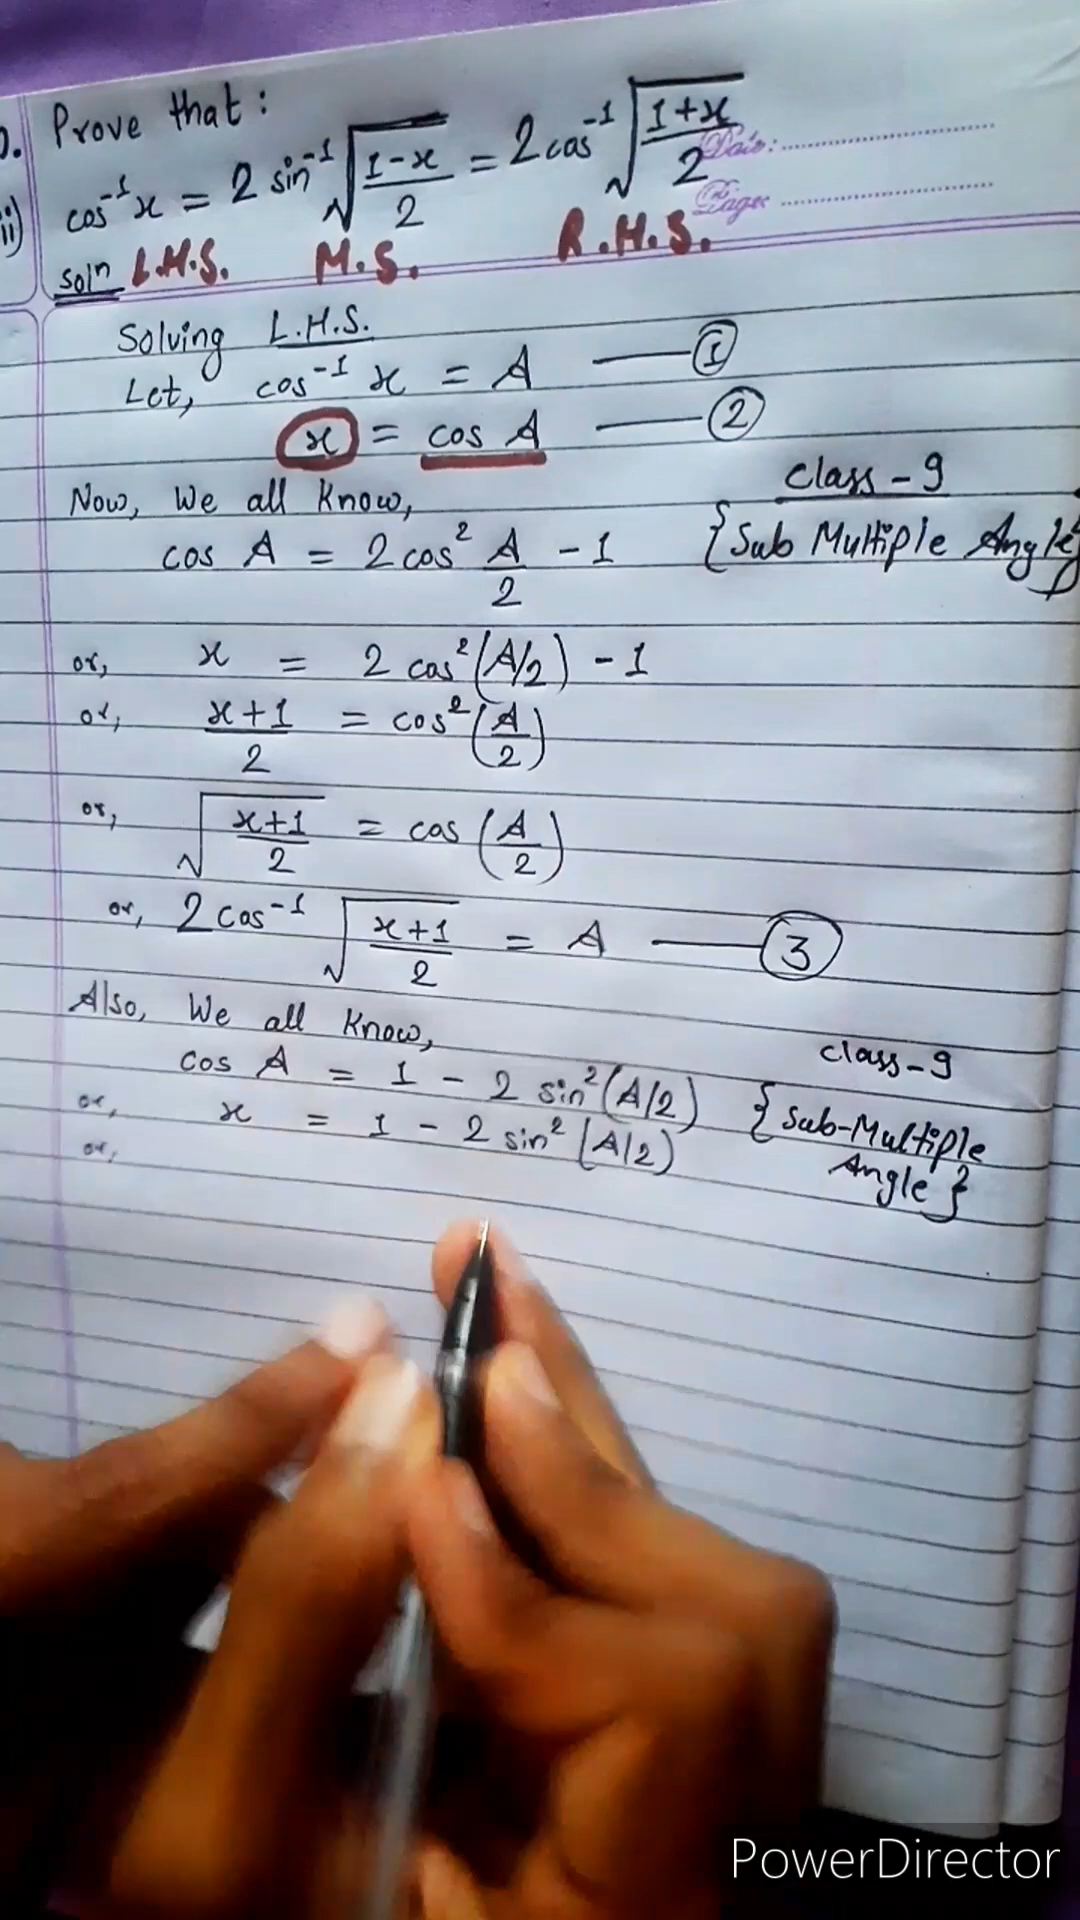 Prove that:
ii) cos⁻¹x = 2 sin⁻¹ √((1-x)/2) = 2 cos⁻¹ √((1+x)/2)
Date:
Page:
Solⁿ L.H.S. M.S. R.H.S.
Solving L.H.S.
Let, cos⁻¹ x = A —— ①
x = cos A —— ②
Now, We all Know,
class - 9
cos A = 2 cos² A/2 - 1 {Sub Multiple Angle}
or, x = 2 cos² (A/2) - 1
or, (x+1)/2 = cos² (A/2)
or, √((x+1)/2) = cos (A/2)
or, 2 cos⁻¹ √((x+1)/2) = A —— ③
Also, We all Know,
class-9
cos A = 1 - 2 sin² (A/2) {Sub-Multiple
Angle}
or, x = 1 - 2 sin² (A/2)
or,
PowerDirector